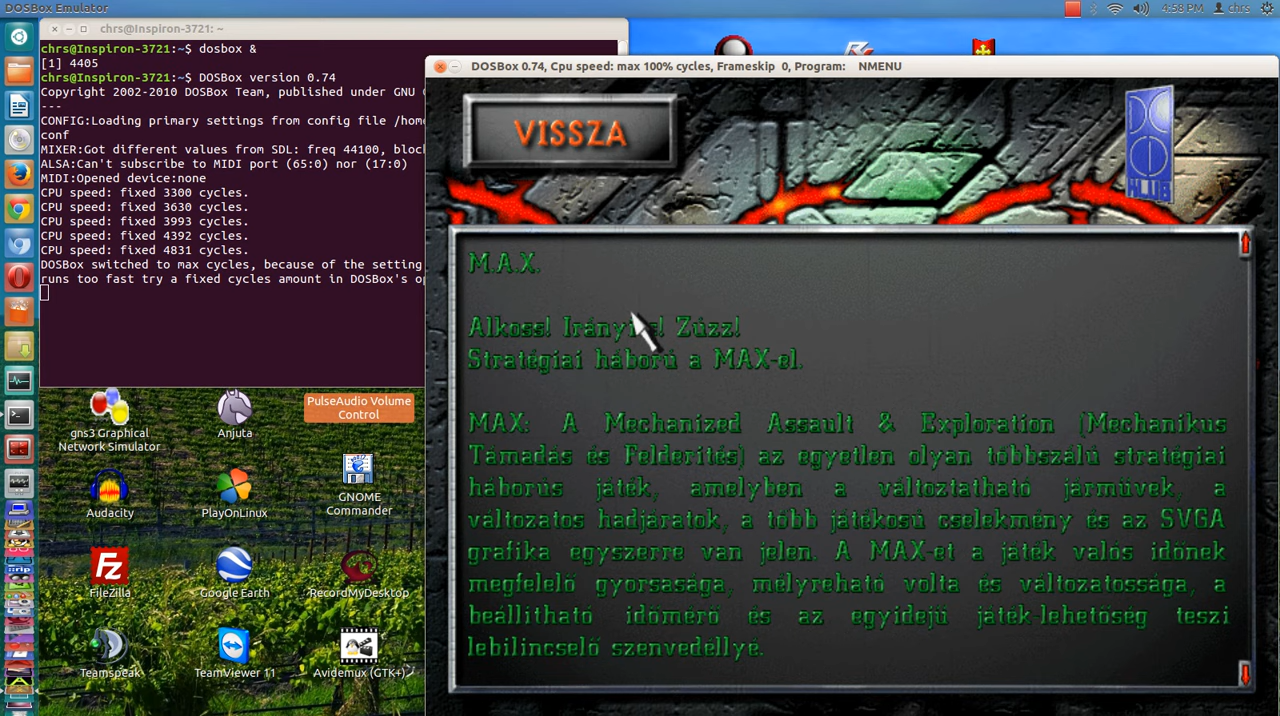 DOSBox Emulator
4:58 PM
chrs
chrs@Inspiron-3721: ~
chrs@Inspiron-3721:~$ dosbox &
[1] 4405
chrs@Inspiron-3721:~$ DOSBox version 0.74
Copyright 2002-2010 DOSBox Team, published under GNU
---
CONFIG:Loading primary settings from config file
conf
MIXER:Got different values from SDL: freq 44100,
ALSA:Can't subscribe to MIDI port (65:0) nor (17:0)
MIDI:Opened device:none
CPU speed: fixed 3300 cycles.
CPU speed: fixed 3630 cycles.
CPU speed: fixed 3993 cycles.
CPU speed: fixed 4392 cycles.
CPU speed: fixed 4831 cycles.
DOSBox switched to max cycles, because of the setting
runs too fast try a fixed cycles amount in DOSBox's
DOSBox 0.74, Cpu speed: max 100% cycles, Frameskip 0, Program: NMENU
VISSZA
KLUB
M.A.X.
Alkoss! Zúzz!
Stratégiai háború a MAX-el.
MAX: A Mechanized Assault & Exploration (Mechanikus
Támadás és Felderítés) az egyetlen olyan többszálú stratégiai
háborús játék, amelyben a változtatható járművek, a
változatos hadjáratok, a több játékosú cselekmény és az SVGA
grafika egyszerre van jelen. A MAX-et a játék valós időnek
megfelelő gyorsasága, mélyreható volta és változatossága, a
beállítható időmérő és az egyidejű játék-lehetőség teszi
lebilincselő szenvedéllyé.
PulseAudio Volume
Control
gns3 Graphical
Network Simulator
Anjuta
Audacity
PlayOnLinux
GNOME
Commander
Fz
FileZilla
Google Earth
RecordMyDesktop
Teamspeak
TeamViewer 11
Avidemux (GTK+)